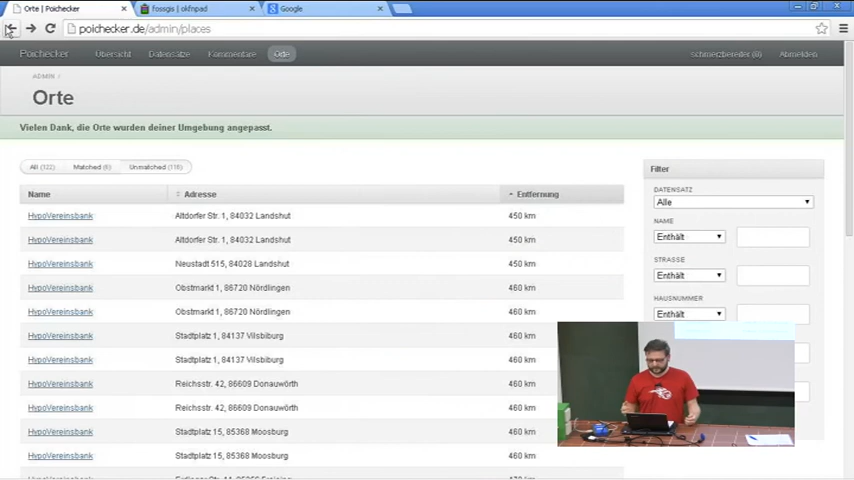 Orte | Poichecker
fossgis | okfnpad
Google
poichecker.de/admin/places
Poichecker Übersicht Datensätze Kommentare Orte schmerzbereiter (6) Abmelden
ADMIN /
Orte
Vielen Dank, die Orte wurden deiner Umgebung angepasst.
All (122) Matched (6) Unmatched (116)
Name Adresse Entfernung
HypoVereinsbank Altdorfer Str. 1, 84032 Landshut 450 km
HypoVereinsbank Altdorfer Str. 1, 84032 Landshut 450 km
HypoVereinsbank Neustadt 515, 84028 Landshut 450 km
HypoVereinsbank Obstmarkt 1, 86720 Nördlingen 460 km
HypoVereinsbank Obstmarkt 1, 86720 Nördlingen 460 km
HypoVereinsbank Stadtplatz 1, 84137 Vilsbiburg 460 km
HypoVereinsbank Stadtplatz 1, 84137 Vilsbiburg 460 km
HypoVereinsbank Reichsstr. 42, 86609 Donauwörth 460 km
HypoVereinsbank Reichsstr. 42, 86609 Donauwörth 460 km
HypoVereinsbank Stadtplatz 15, 85368 Moosburg 460 km
HypoVereinsbank Stadtplatz 15, 85368 Moosburg 460 km
Filter
DATENSATZ
Alle
NAME
Enthält
STRASSE
Enthält
HAUSNUMMER
Enthält